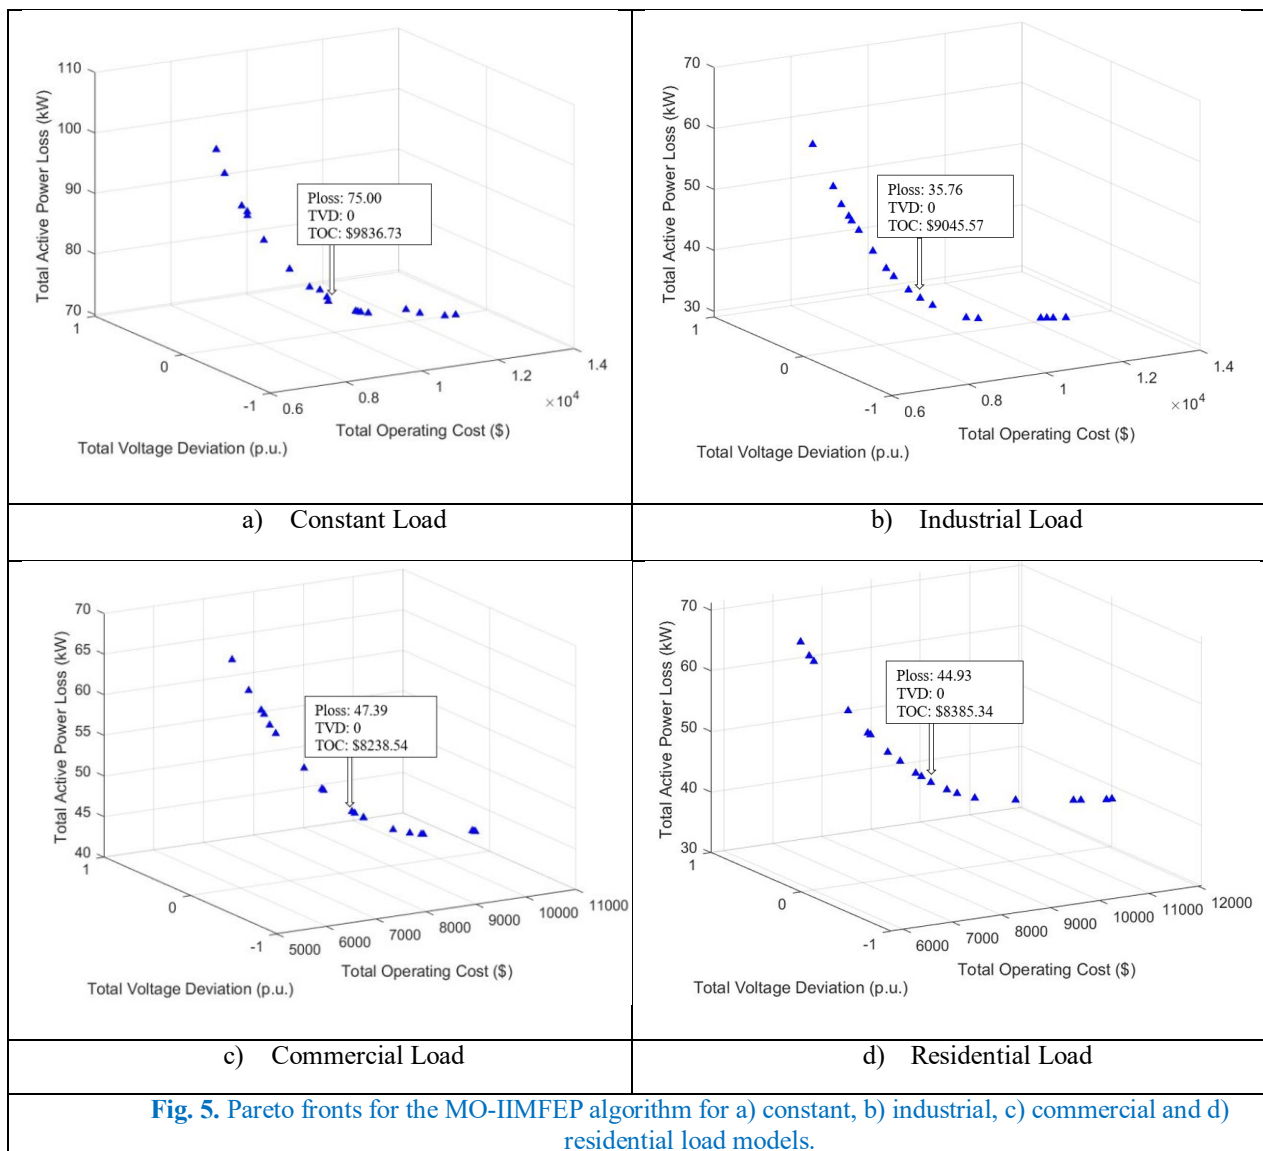 110
100
90
80
70
Total Active Power Loss (kW)
1
0
-1
Total Voltage Deviation (p.u.)
0.6
0.8
1
1.2
1.4
×10⁴
Total Operating Cost ($)
Ploss: 75.00
TVD: 0
TOC: $9836.73
70
60
50
40
30
Total Active Power Loss (kW)
1
0
-1
Total Voltage Deviation (p.u.)
0.6
0.8
1
1.2
1.4
×10⁴
Total Operating Cost ($)
Ploss: 35.76
TVD: 0
TOC: $9045.57
a) Constant Load
b) Industrial Load
70
65
60
55
50
45
40
Total Active Power Loss (kW)
1
0
-1
Total Voltage Deviation (p.u.)
5000
6000
7000
8000
9000
10000
11000
Total Operating Cost ($)
Ploss: 47.39
TVD: 0
TOC: $8238.54
70
60
50
40
30
Total Active Power Loss (kW)
1
0
-1
Total Voltage Deviation (p.u.)
6000
7000
8000
9000
10000
11000
12000
Total Operating Cost ($)
Ploss: 44.93
TVD: 0
TOC: $8385.34
c) Commercial Load
d) Residential Load
Fig. 5. Pareto fronts for the MO-IIMFEP algorithm for a) constant, b) industrial, c) commercial and d)
residential load models.